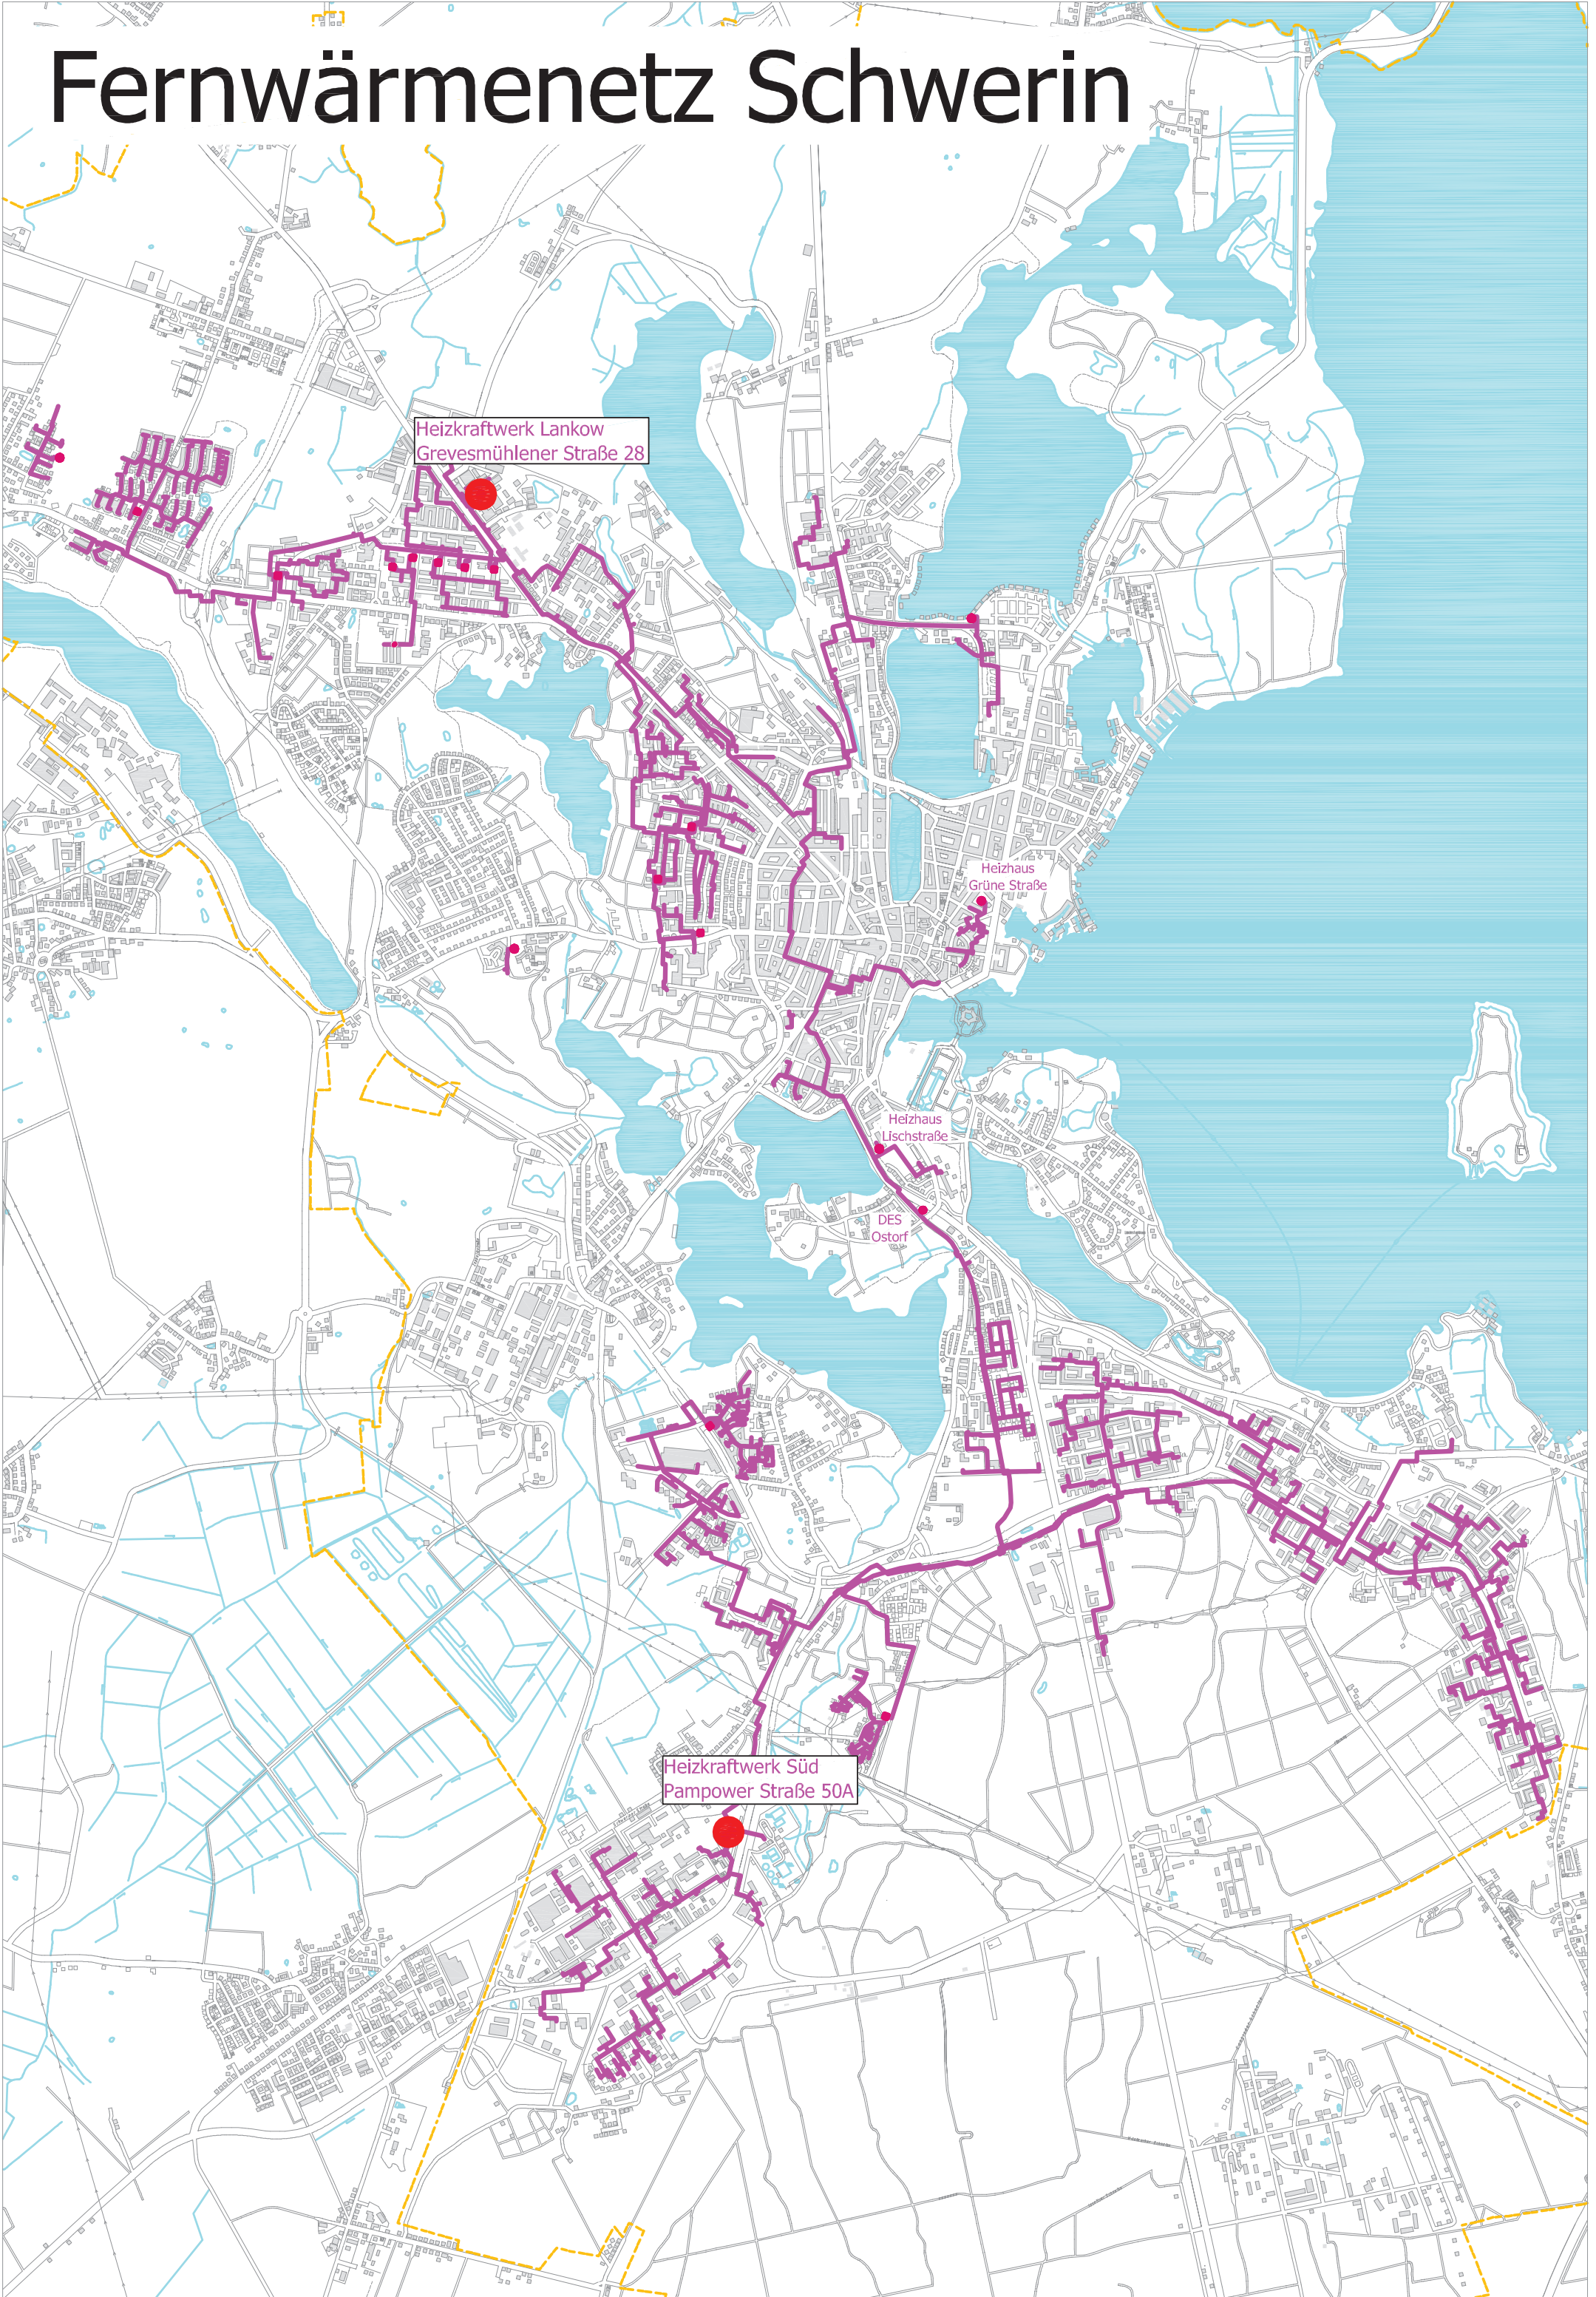 Fernwärmenetz Schwerin
Heizkraftwerk Lankow
Grevesmühlener Straße 28
Heizhaus
Grüne Straße
Heizhaus
Lischstraße
DES
Ostorf
Heizkraftwerk Süd
Pampower Straße 50A